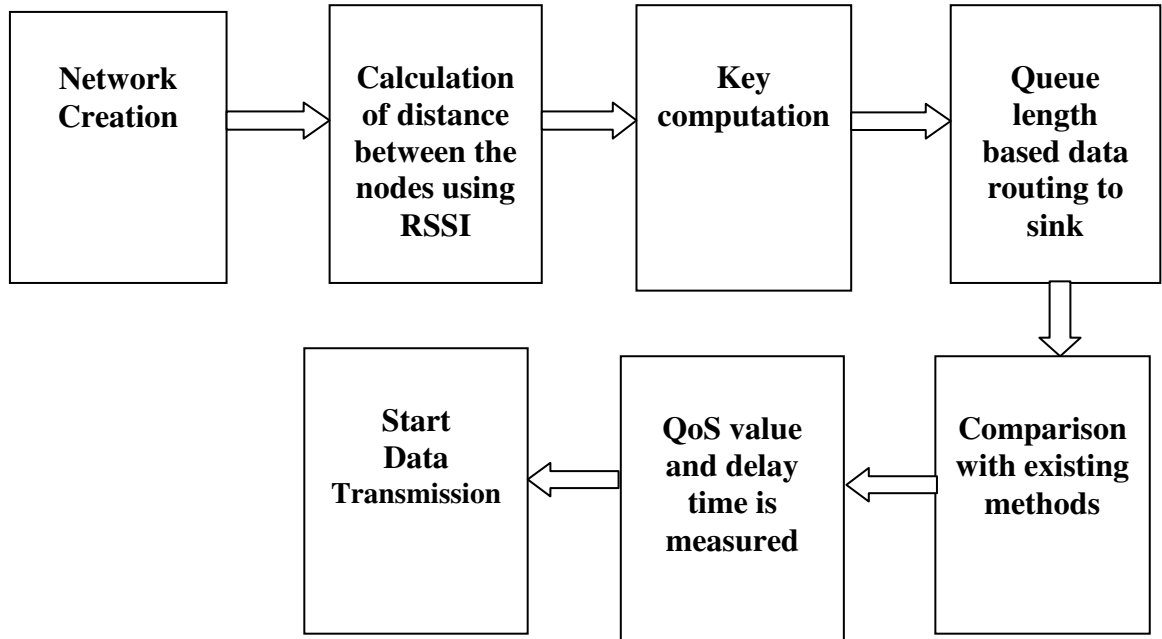 Network
Creation
Calculation
of distance
between the
nodes using
RSSI
Key
computation
Queue
length
based data
routing to
sink
Comparison
with existing
methods
QoS value
and delay
time is
measured
Start
Data
Transmission